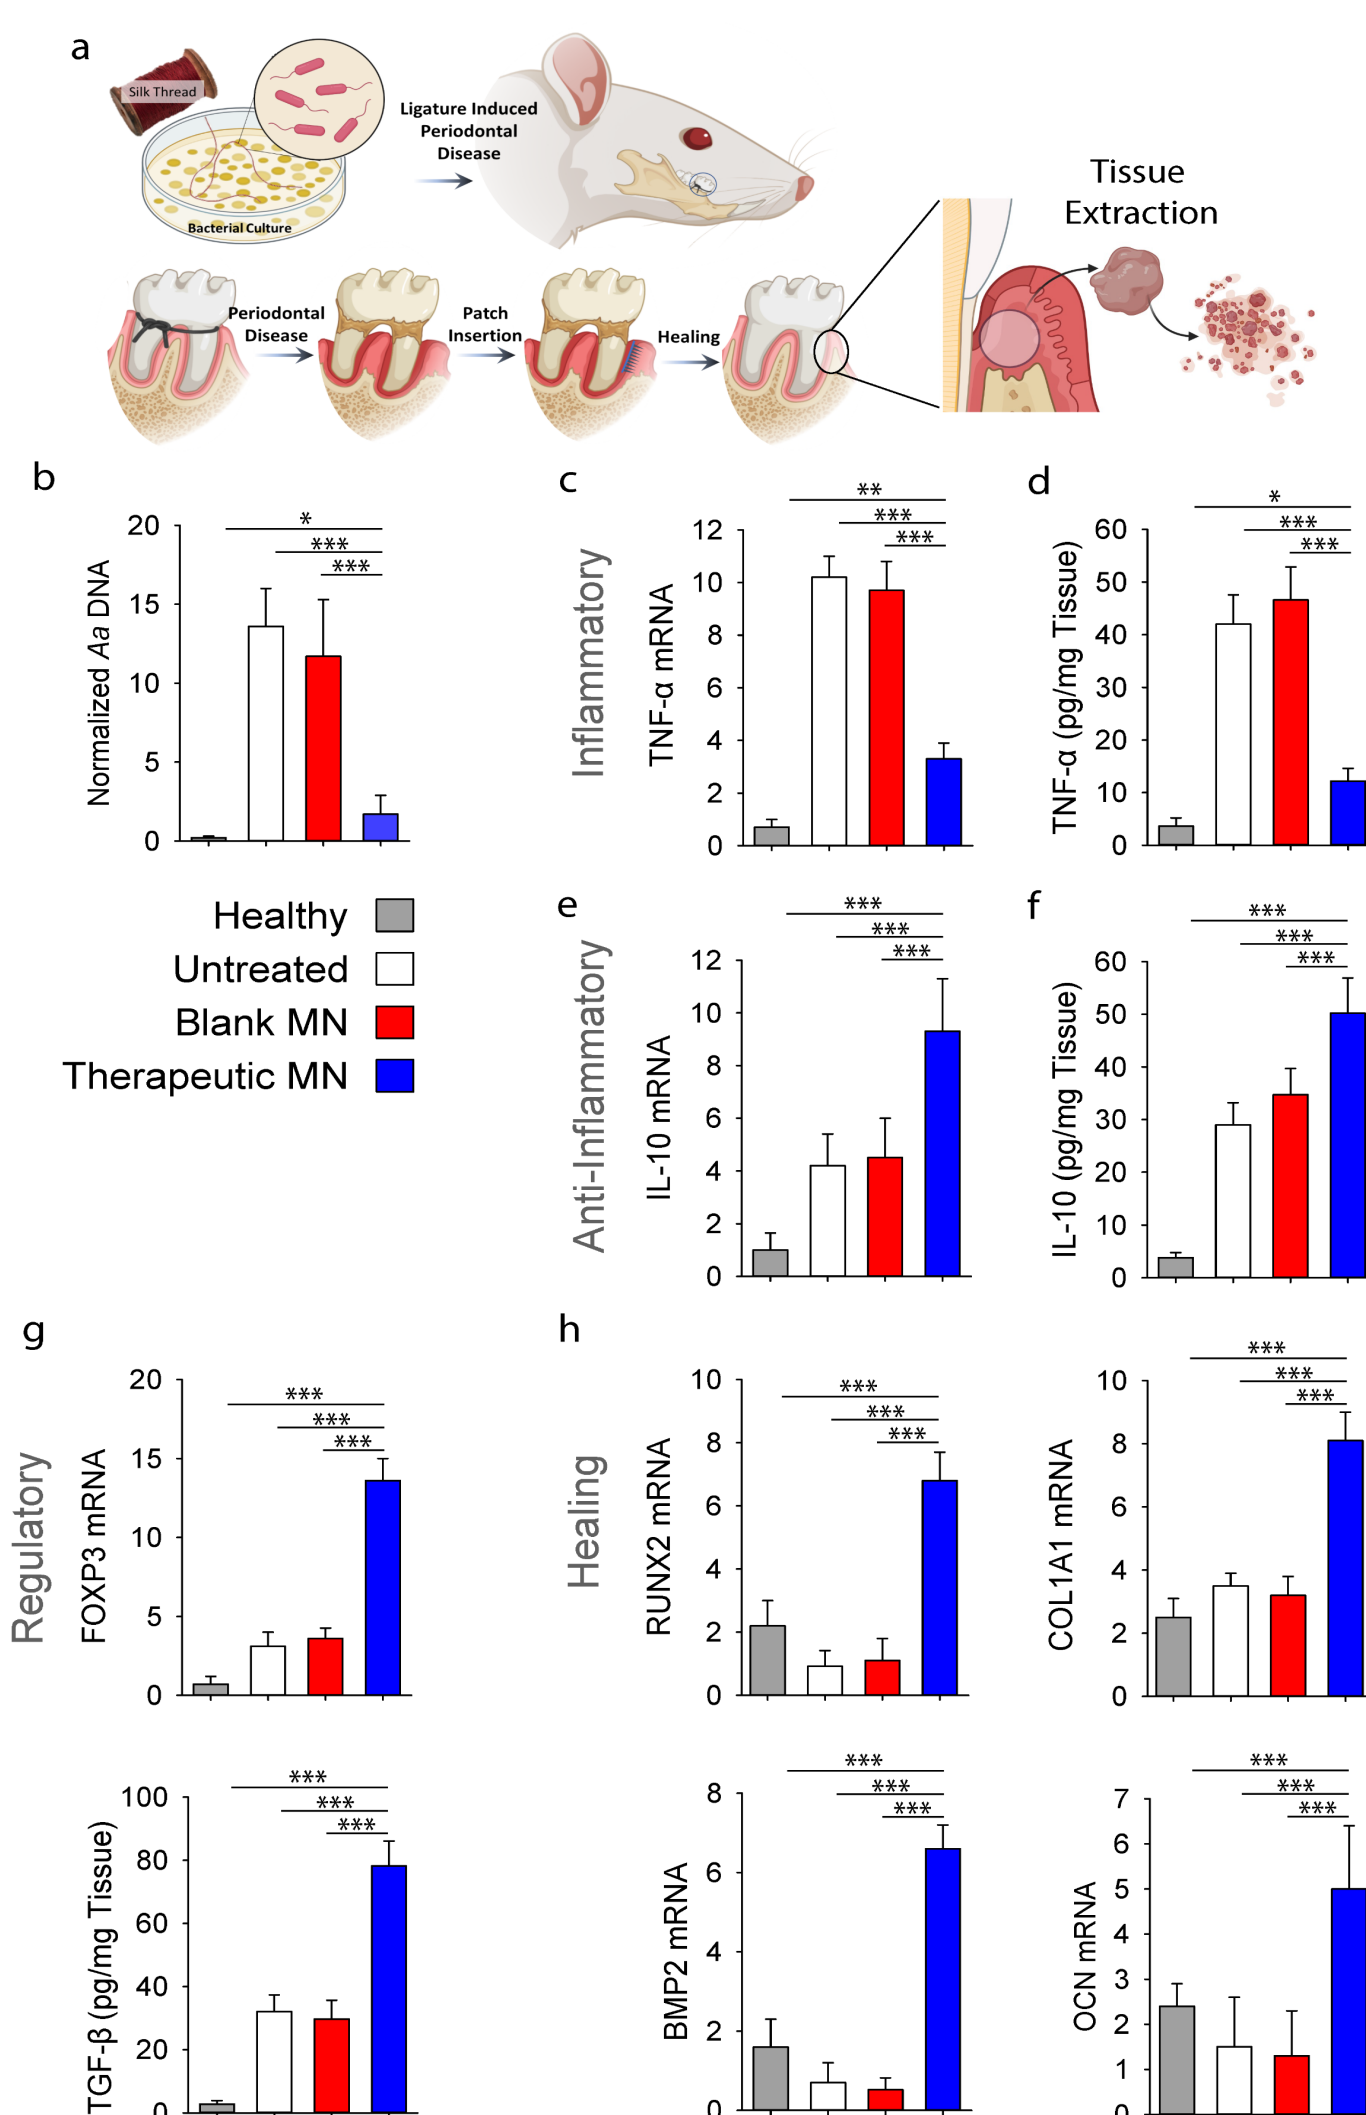 a
Silk Thread
Bacterial Culture
Ligature Induced
Periodontal
Disease
Tissue
Extraction
Periodontal
Disease
Patch
Insertion
Healing
b
Normalized Aa DNA
20
15
10
5
0
*
***
***
c
Inflammatory
TNF-α mRNA
12
10
8
6
4
2
0
**
***
***
d
TNF-α (pg/mg Tissue)
60
50
40
30
20
10
0
*
***
***
Healthy
Untreated
Blank MN
Therapeutic MN
e
Anti-Inflammatory
IL-10 mRNA
12
10
8
6
4
2
0
***
***
***
f
IL-10 (pg/mg Tissue)
60
50
40
30
20
10
0
***
***
***
g
Regulatory
FOXP3 mRNA
20
15
10
5
0
***
***
***
h
Healing
RUNX2 mRNA
10
8
6
4
2
0
***
***
***
COL1A1 mRNA
10
8
6
4
2
0
***
***
***
TGF-β (pg/mg Tissue)
100
80
60
40
20
0
***
***
***
BMP2 mRNA
8
6
4
2
0
***
***
***
OCN mRNA
7
6
5
4
3
2
1
0
***
***
***